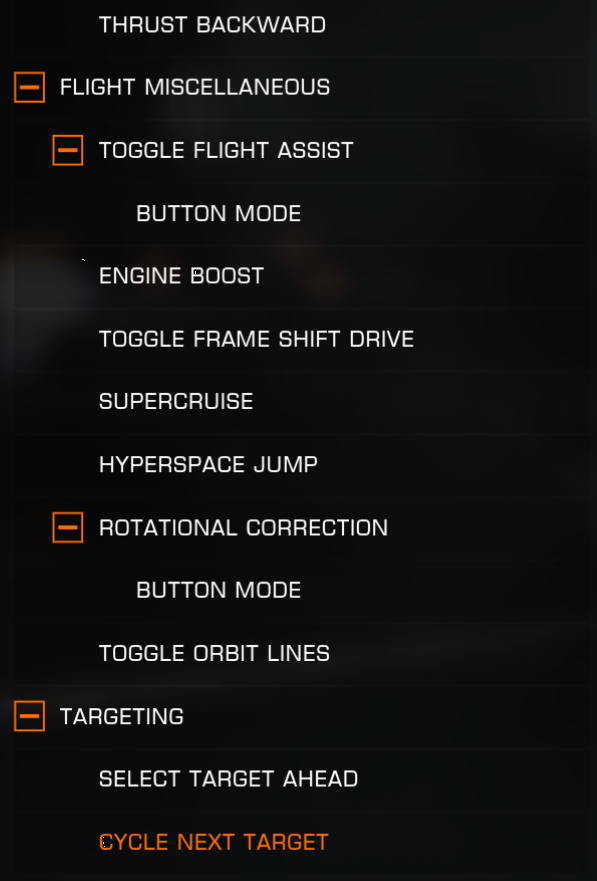 THRUST BACKWARD
FLIGHT MISCELLANEOUS
TOGGLE FLIGHT ASSIST
BUTTON MODE
ENGINE BOOST
TOGGLE FRAME SHIFT DRIVE
SUPERCRUISE
HYPERSPACE JUMP
ROTATIONAL CORRECTION
BUTTON MODE
TOGGLE ORBIT LINES
TARGETING
SELECT TARGET AHEAD
CYCLE NEXT TARGET